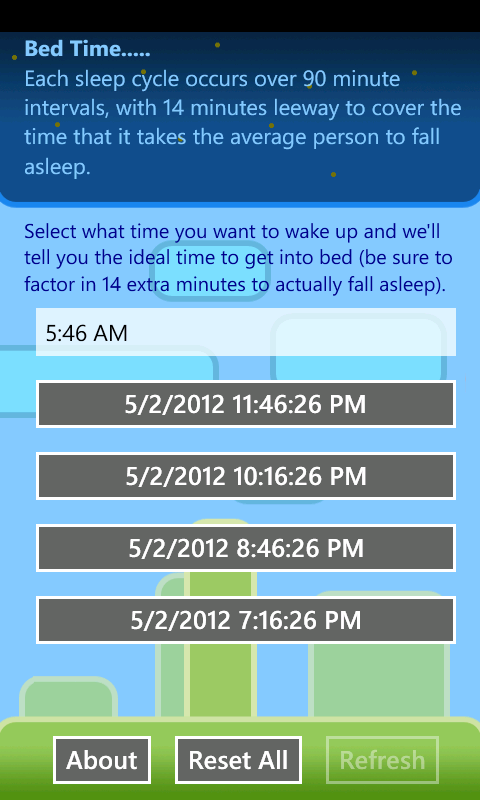 Bed Time.....
Each sleep cycle occurs over 90 minute
intervals, with 14 minutes leeway to cover the
time that it takes the average person to fall
asleep.
Select what time you want to wake up and we'll
tell you the ideal time to get into bed (be sure to
factor in 14 extra minutes to actually fall asleep).
5:46 AM
5/2/2012 11:46:26 PM
5/2/2012 10:16:26 PM
5/2/2012 8:46:26 PM
5/2/2012 7:16:26 PM
About Reset All Refresh